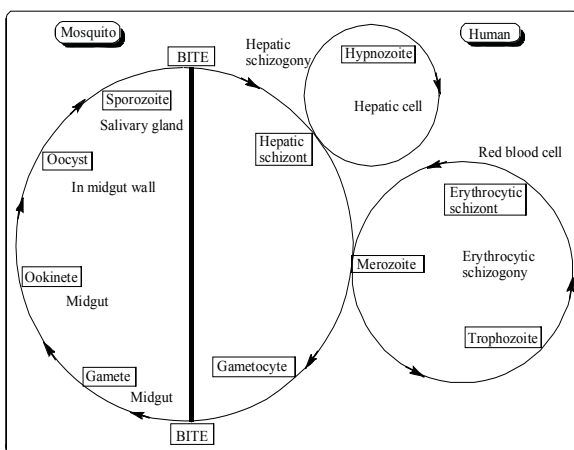 Mosquito
Human
BITE
Hepatic
schizogony
Hypnozoite
Hepatic cell
Sporozoite
Salivary gland
Hepatic
schizont
Oocyst
In midgut wall
Red blood cell
Erythrocytic
schizont
Merozoite
Erythrocytic
schizogony
Ookinete
Midgut
Trophozoite
Gamete
Midgut
Gametocyte
BITE